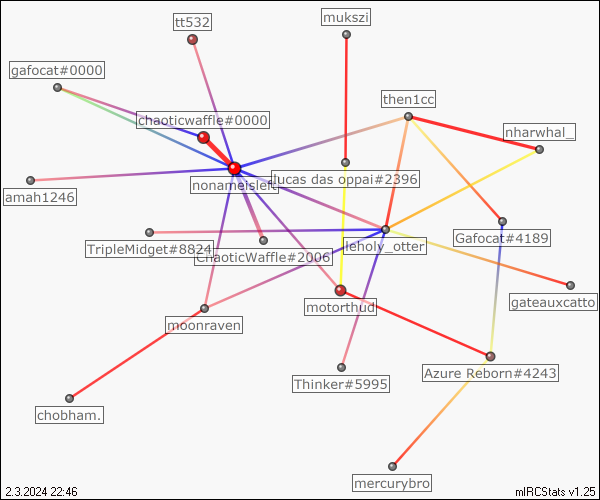 mukszi
tt532
gafocat#0000
then1cc
chaoticwaffle#0000
nharwhal_
lucas das oppai#2396
amah1246
Gafocat#4189
TripleMidget#8824
leholy_otter
ChaoticWaffle#2006
gateauxcatto
motorthud
moonraven
Azure Reborn#4243
Thinker#5995
chobham.
mercurybro
2.3.2024 22:46
mIRCStats v1.25